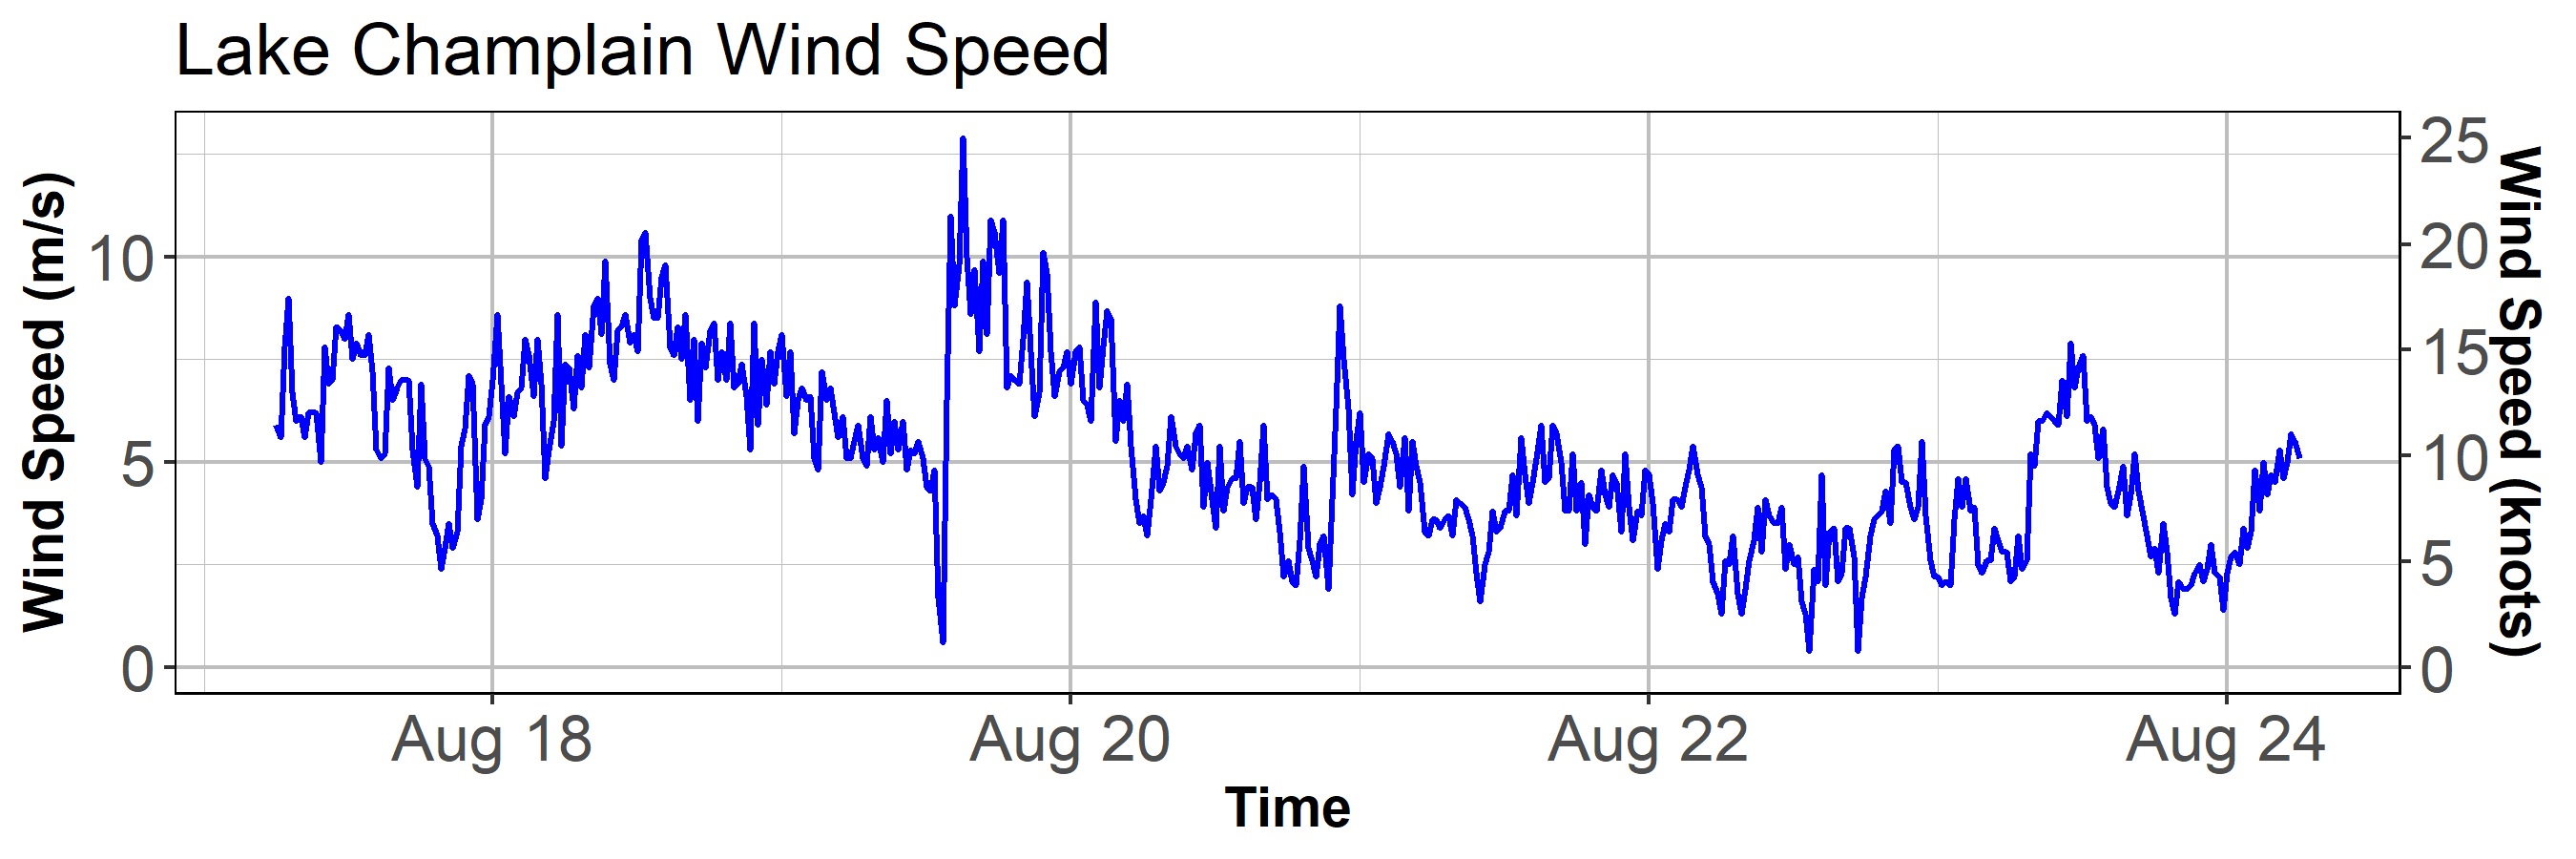 Lake Champlain Wind Speed
Wind Speed (m/s)
10
5
0
25
20
15
10
5
0
Wind Speed (knots)
Aug 18
Aug 20
Aug 22
Aug 24
Time